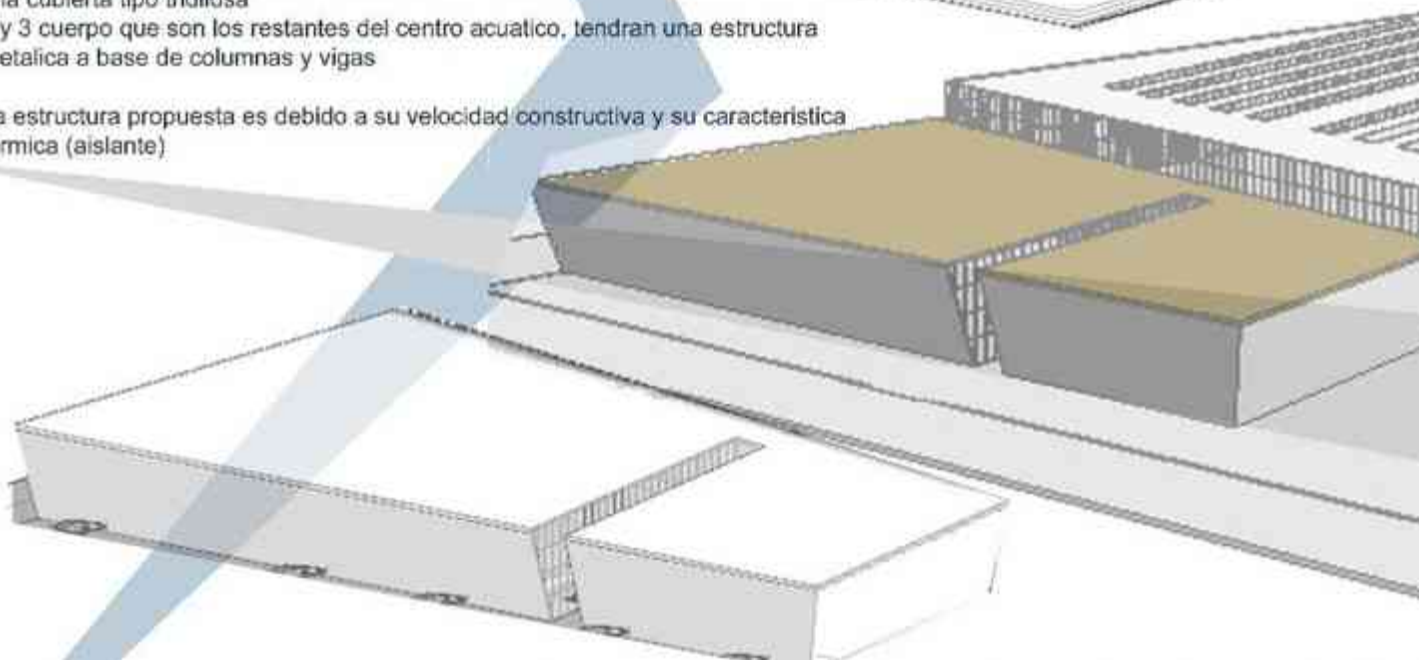 na cubierta tipo tridilosa
y 3 cuerpo que son los restantes del centro acuatico, tendran una estructura
etalica a base de columnas y vigas
a estructura propuesta es debido a su velocidad constructiva y su caracteristica
rmica (aislante)